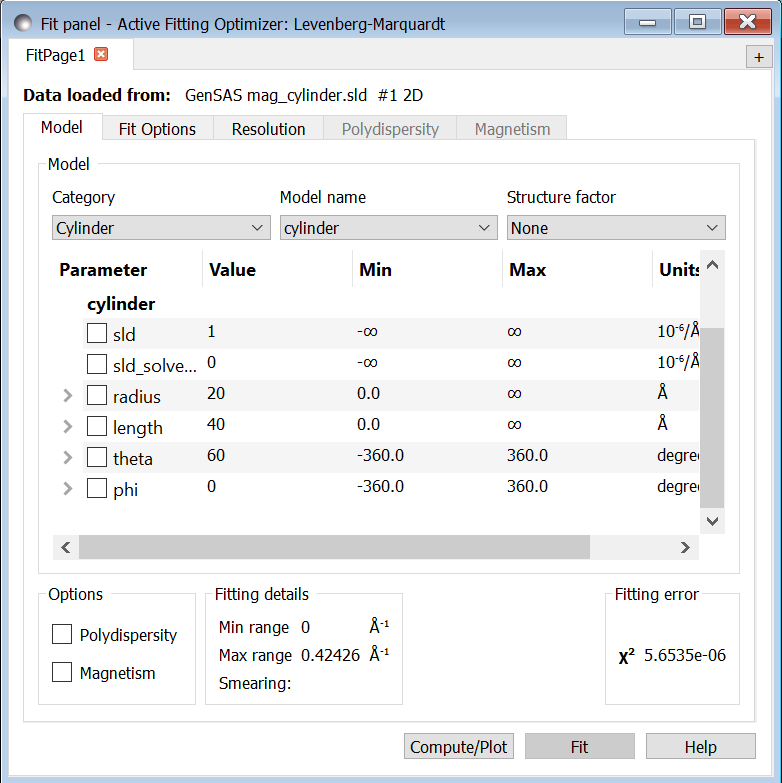 Fit panel - Active Fitting Optimizer: Levenberg-Marquardt
FitPage1
Data loaded from: GenSAS mag_cylinder.sld #1 2D
Model Fit Options Resolution Polydispersity Magnetism
Model
Category Model name Structure factor
Cylinder cylinder None
Parameter Value Min Max Units
cylinder
sld 1 -∞ ∞ 10⁻⁶/Å
sld_solve... 0 -∞ ∞ 10⁻⁶/Å
radius 20 0.0 ∞ Å
length 40 0.0 ∞ Å
theta 60 -360.0 360.0 degree
phi 0 -360.0 360.0 degree
Options Fitting details Fitting error
Polydispersity Min range 0 Å⁻¹
Max range 0.42426 Å⁻¹ χ² 5.6535e-06
Magnetism Smearing:
Compute/Plot Fit Help